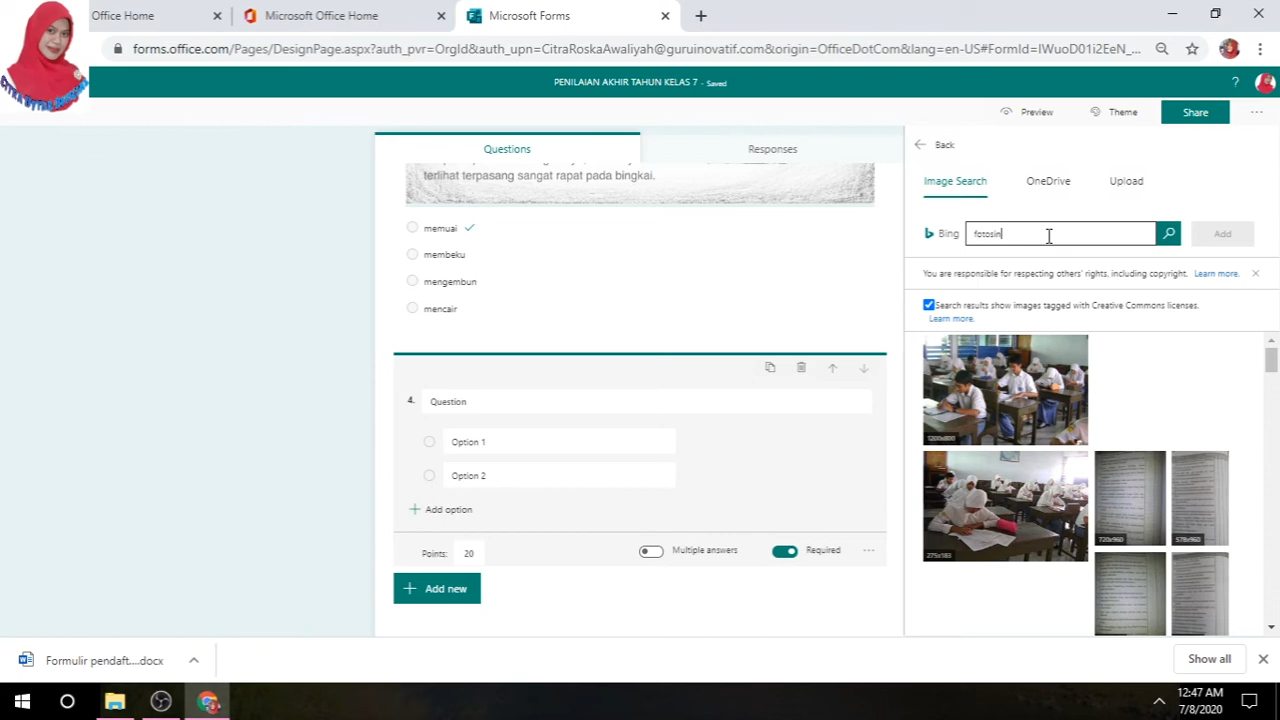 Office Home
Microsoft Office Home
Microsoft Forms
forms.office.com/Pages/DesignPage.aspx?auth_pvr=OrgId&auth_upn=CitraRoskaAwaliyah@guruinovatif.com&origin=OfficeDotCom&lang=en-US#FormId=IWuoD01i2EeN_...
PENILAIAN AKHIR TAHUN KELAS 7 - Saved
?
Preview
Theme
Share
Questions
Responses
terlihat terpasang sangat rapat pada bingkai.
memuai
membeku
mengembun
mencair
4. Question
Option 1
Option 2
Add option
Points: 20
Multiple answers
Required
Add new
Back
Image Search
OneDrive
Upload
Bing
fotosin
Add
You are responsible for respecting others' rights, including copyright. Learn more.
Search results show images tagged with Creative Commons licenses.
Learn more.
1200x800
275x183
720x960
578x960
Formulir pendaft....docx
Show all
12:47 AM
7/8/2020